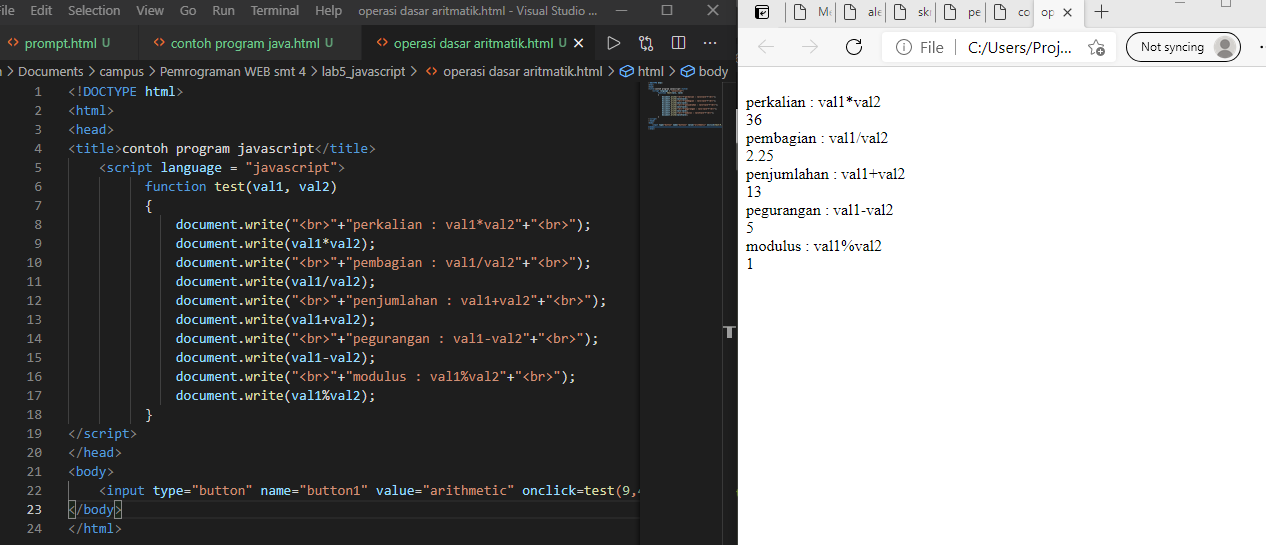 File Edit Selection View Go Run Terminal Help operasi dasar aritmatik.html - Visual Studio ...
prompt.html U contoh program java.html U operasi dasar aritmatik.html U
> Documents > campus > Pemrograman WEB smt 4 > lab5_javascript > operasi dasar aritmatik.html > html > body
1 <!DOCTYPE html>
2 <html>
3 <head>
4 <title>contoh program javascript</title>
5 <script language = "javascript">
6 function test(val1, val2)
7 {
8 document.write("<br>"+"perkalian : val1*val2"+"<br>");
9 document.write(val1*val2);
10 document.write("<br>"+"pembagian : val1/val2"+"<br>");
11 document.write(val1/val2);
12 document.write("<br>"+"penjumlahan : val1+val2"+"<br>");
13 document.write(val1+val2);
14 document.write("<br>"+"pegurangan : val1-val2"+"<br>");
15 document.write(val1-val2);
16 document.write("<br>"+"modulus : val1%val2"+"<br>");
17 document.write(val1%val2);
18 }
19 </script>
20 </head>
21 <body>
22 <input type="button" name="button1" value="arithmetic" onclick=test(9,4
23 </body>
24 </html>
ale sk pe co op
File C:/Users/Proj... Not syncing
perkalian : val1*val2
36
pembagian : val1/val2
2.25
penjumlahan : val1+val2
13
pegurangan : val1-val2
5
modulus : val1%val2
1